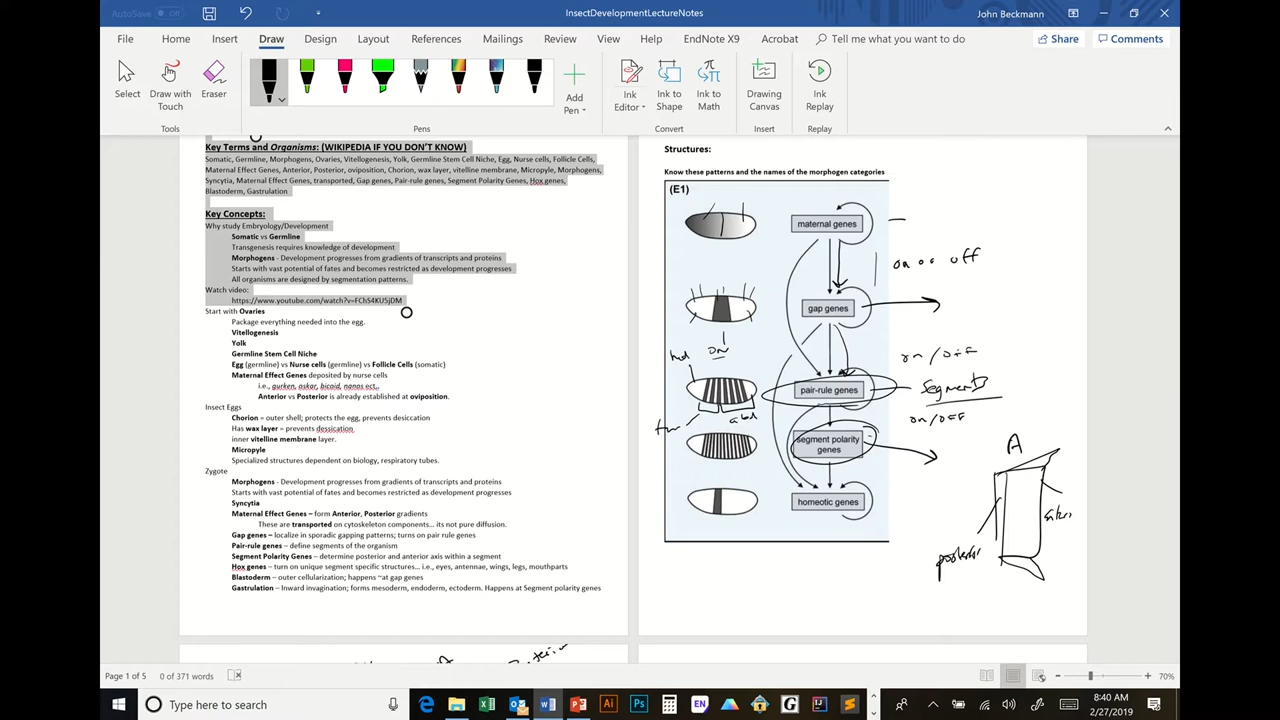 AutoSave Off
InsectDevelopmentLectureNotes
John Beckmann
File Home Insert Draw Design Layout References Mailings Review View Help EndNote X9 Acrobat Tell me what you want to do
Share Comments
Select Draw with Touch Eraser
Add Pen
Ink Editor Ink to Shape Ink to Math Drawing Canvas Ink Replay
Tools Pens Convert Insert Replay
Key Terms and Organisms: (WIKIPEDIA IF YOU DON'T KNOW)
Somatic, Germline, Morphogens, Ovaries, Vitellogenesis, Yolk, Germline Stem Cell Niche, Egg, Nurse cells, Follicle Cells,
Maternal Effect Genes, Anterior, Posterior, oviposition, Chorion, wax layer, vitelline membrane, Micropyle, Morphogens,
Syncytia, Maternal Effect Genes, transported, Gap genes, Pair-rule genes, Segment Polarity Genes, Hox genes,
Blastoderm, Gastrulation
Key Concepts:
Why study Embryology/Development
Somatic vs Germline
Transgenesis requires knowledge of development
Morphogens - Development progresses from gradients of transcripts and proteins
Starts with vast potential of fates and becomes restricted as development progresses
All organisms are designed by segmentation patterns.
Watch video:
https://www.youtube.com/watch?v=FChS4KU5jDM
Start with Ovaries
Package everything needed into the egg.
Vitellogenesis
Yolk
Germline Stem Cell Niche
Egg (germline) vs Nurse cells (germline) vs Follicle Cells (somatic)
Maternal Effect Genes deposited by nurse cells
i.e., gurken, oskar, bicoid, nanos ect,.
Anterior vs Posterior is already established at oviposition.
Insect Eggs
Chorion = outer shell; protects the egg, prevents desiccation
Has wax layer = prevents dessication
inner vitelline membrane layer.
Micropyle
Specialized structures dependent on biology, respiratory tubes.
Zygote
Morphogens - Development progresses from gradients of transcripts and proteins
Starts with vast potential of fates and becomes restricted as development progresses
Syncytia
Maternal Effect Genes – form Anterior, Posterior gradients
These are transported on cytoskeleton components... its not pure diffusion.
Gap genes – localize in sporadic gapping patterns; turns on pair rule genes
Pair-rule genes - define segments of the organism
Segment Polarity Genes - determine posterior and anterior axis within a segment
Hox genes – turn on unique segment specific structures... i.e., eyes, antennae, wings, legs, mouthparts
Blastoderm – outer cellularization; happens ~at gap genes
Gastrulation – Inward invagination; forms mesoderm, endoderm, ectoderm. Happens at Segment polarity genes
Structures:
Know these patterns and the names of the morphogen categories
(E1)
maternal genes
on or off
gap genes
on
on/off
hd
pair-rule genes
segments
abd
on/off
segment polarity genes
A
homeotic genes
posterior
Page 1 of 5 0 of 371 words
70%
Type here to search
8:40 AM
2/27/2019